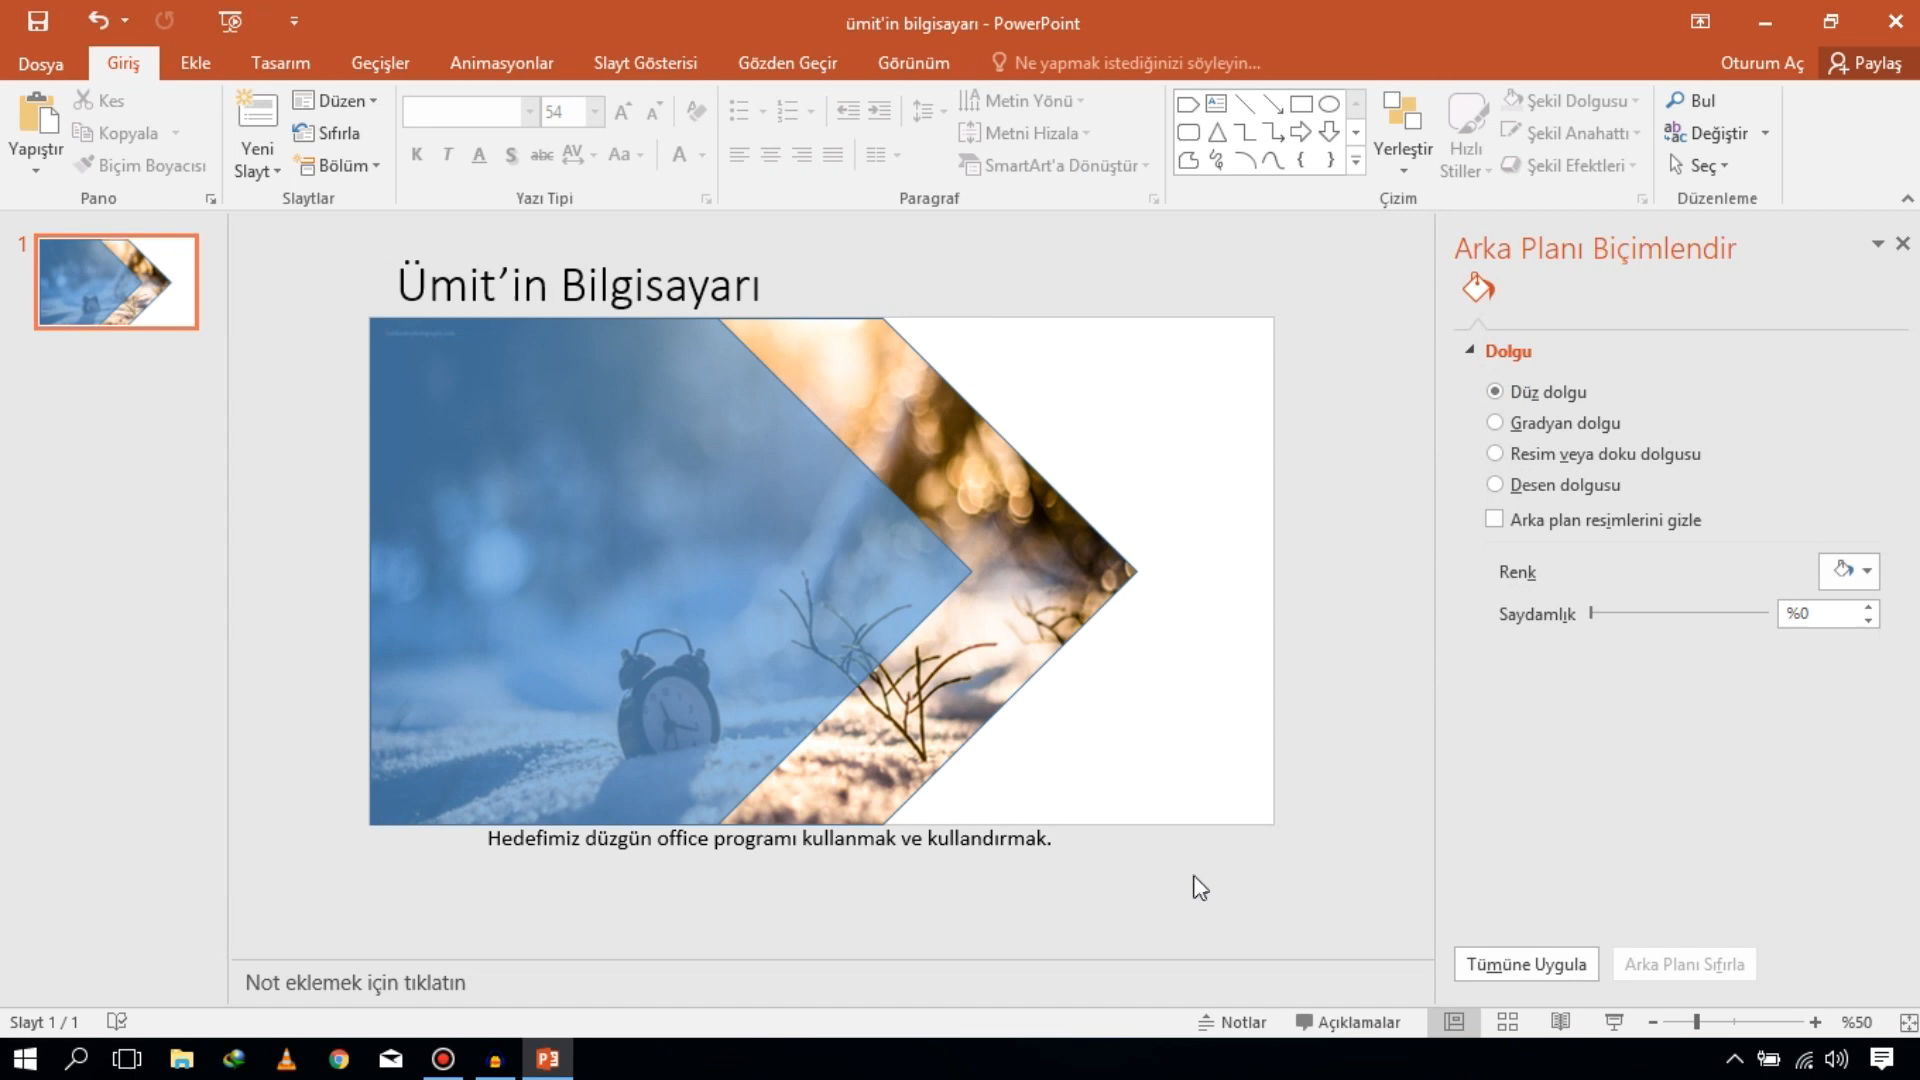 ümit'in bilgisayarı - PowerPoint
Dosya Giriş Ekle Tasarım Geçişler Animasyonlar Slayt Gösterisi Gözden Geçir Görünüm Ne yapmak istediğinizi söyleyin... Oturum Aç Paylaş
Yapıştır
Kes
Kopyala
Biçim Boyacısı
Pano
Yeni Slayt
Düzen
Sıfırla
Bölüm
Slaytlar
54
K T A S abc AV Aa A
Yazı Tipi
Metin Yönü
Metni Hizala
SmartArt'a Dönüştür
Paragraf
Yerleştir
Hızlı Stiller
Şekil Dolgusu
Şekil Anahattı
Şekil Efektleri
Çizim
Bul
Değiştir
Seç
Düzenleme
1
Ümit’in Bilgisayarı
Hedefimiz düzgün office programı kullanmak ve kullandırmak.
Not eklemek için tıklatın
Arka Planı Biçimlendir
Dolgu
Düz dolgu
Gradyan dolgu
Resim veya doku dolgusu
Desen dolgusu
Arka plan resimlerini gizle
Renk
Saydamlık %0
Tümüne Uygula Arka Planı Sıfırla
Slayt 1 / 1 Notlar Açıklamalar %50